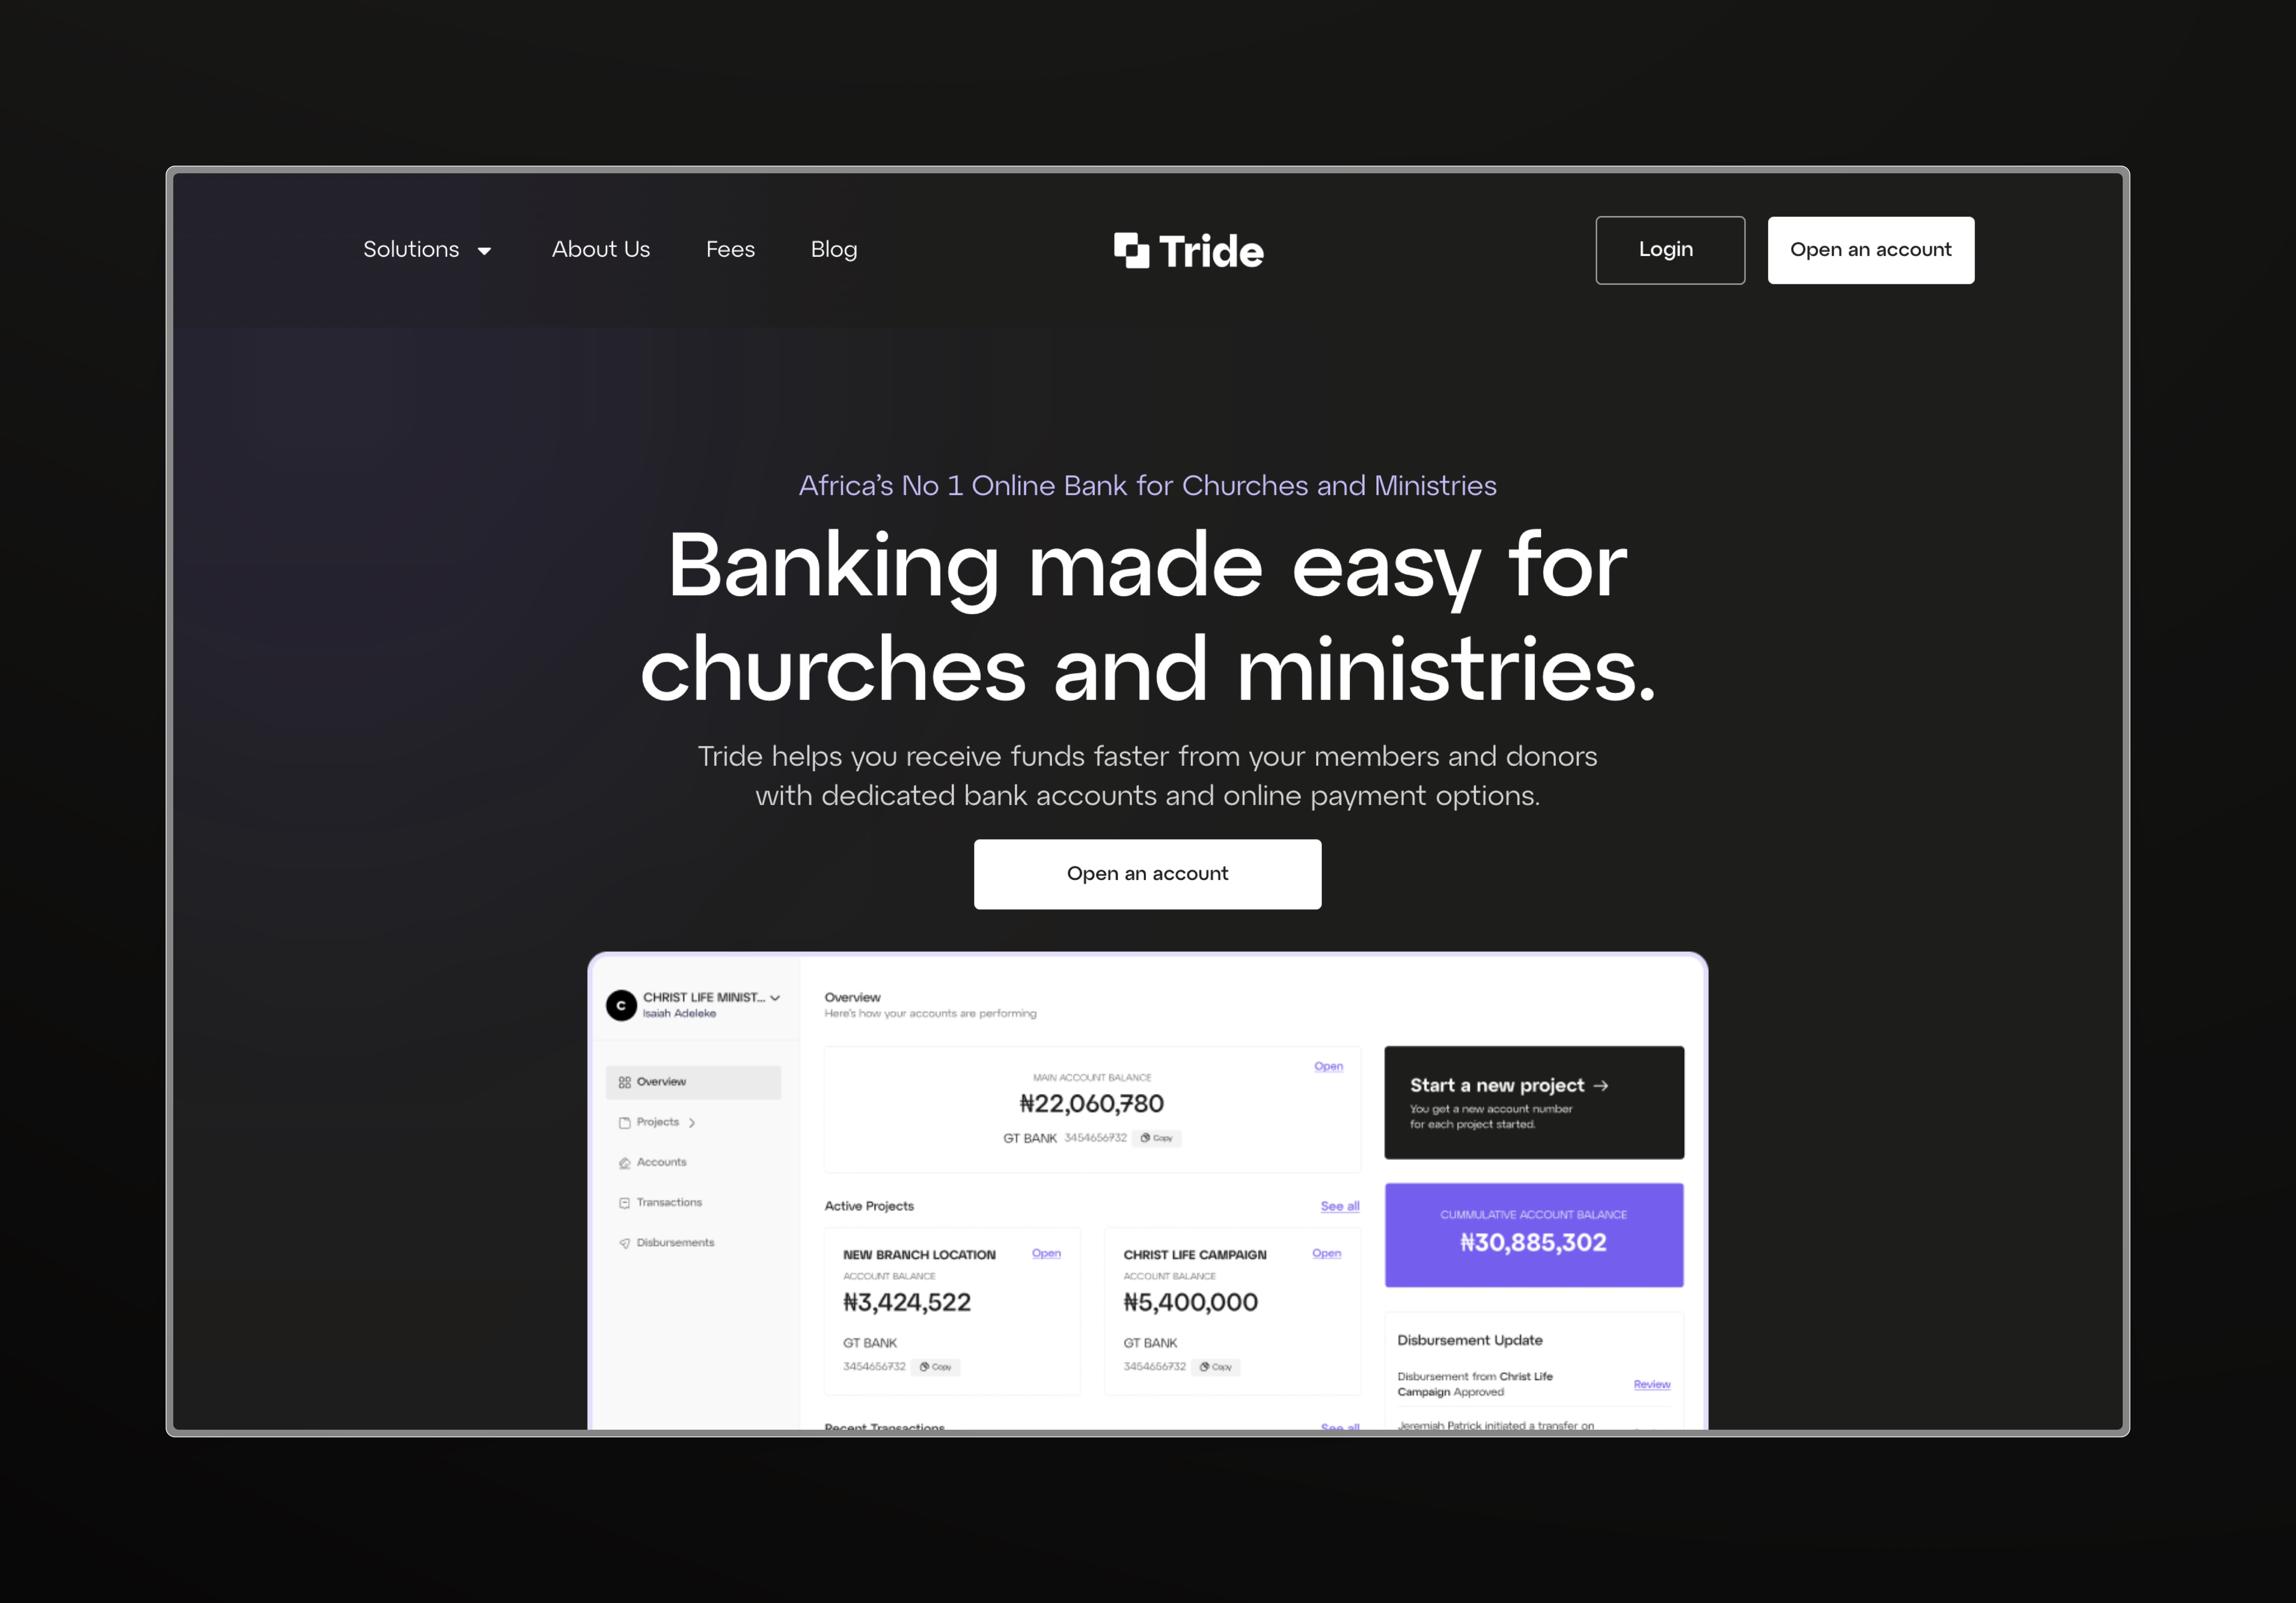 Solutions
About Us
Fees
Blog
Tride
Login
Open an account
Africa's No 1 Online Bank for Churches and Ministries
Banking made easy for
churches and ministries.
Tride helps you receive funds faster from your members and donors
with dedicated bank accounts and online payment options.
Open an account
C
CHRIST LIFE MINIST...
Isaiah Adeleke
Overview
Projects
Accounts
Transactions
Disbursements
Overview
Here's how your accounts are performing
Open
MAIN ACCOUNT BALANCE
₦22,060,780
GT BANK 3454656732 Copy
Active Projects
See all
NEW BRANCH LOCATION
Open
ACCOUNT BALANCE
₦3,424,522
GT BANK
3454656732 Copy
CHRIST LIFE CAMPAIGN
Open
ACCOUNT BALANCE
₦5,400,000
GT BANK
3454656732 Copy
Recent Transactions
See all
Start a new project →
You get a new account number
for each project started.
CUMMULATIVE ACCOUNT BALANCE
₦30,885,302
Disbursement Update
Disbursement from Christ Life
Campaign Approved
Review
Jeremiah Patrick initiated a transfer on